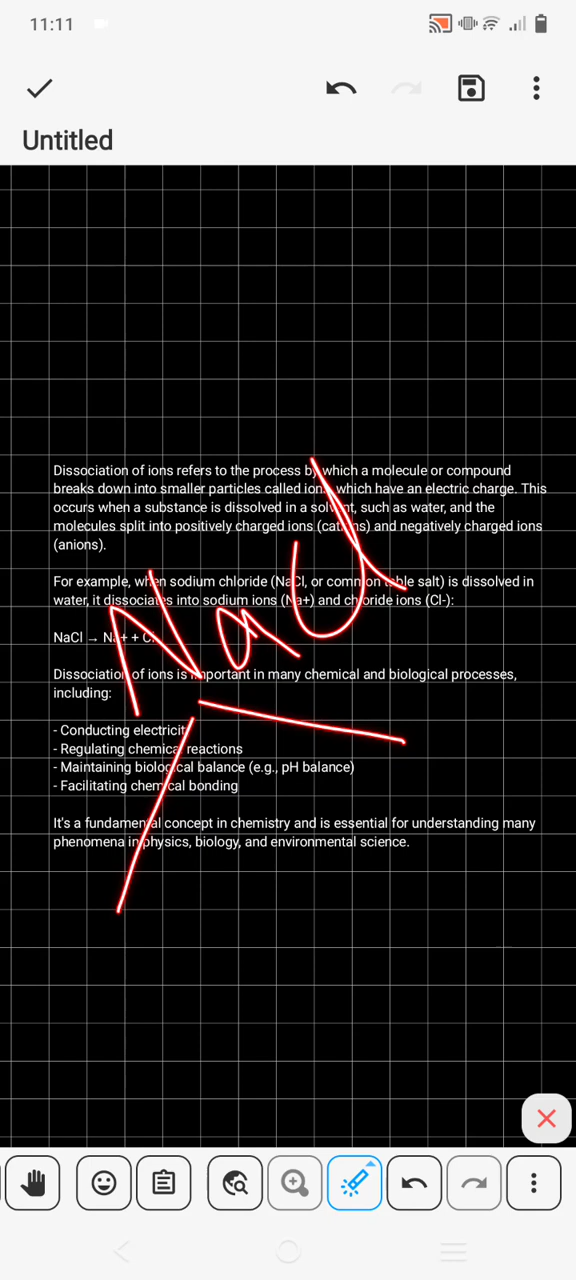 11:11
Untitled
Dissociation of ions refers to the process by which a molecule or compound
breaks down into smaller particles called ions, which have an electric charge. This
occurs when a substance is dissolved in a solvent, such as water, and the
molecules split into positively charged ions (cations) and negatively charged ions
(anions).
For example, when sodium chloride (NaCl, or common table salt) is dissolved in
water, it dissociates into sodium ions (Na+) and chloride ions (Cl-):
NaCl → Na+ + Cl-
NaCl
Dissociation of ions is important in many chemical and biological processes,
including:
- Conducting electricity
- Regulating chemical reactions
- Maintaining biological balance (e.g., pH balance)
- Facilitating chemical bonding
It's a fundamental concept in chemistry and is essential for understanding many
phenomena in physics, biology, and environmental science.